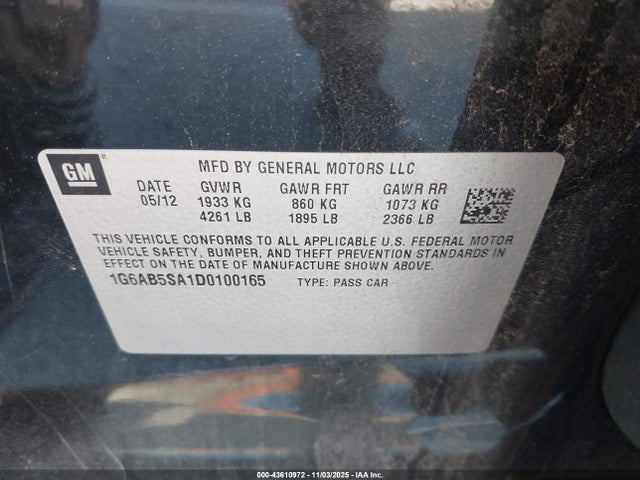 GM
MFD BY GENERAL MOTORS LLC
DATE GVWR GAWR FRT GAWR RR
05/12 1933 KG 860 KG 1073 KG
4261 LB 1895 LB 2366 LB
THIS VEHICLE CONFORMS TO ALL APPLICABLE U.S. FEDERAL MOTOR
VEHICLE SAFETY, BUMPER, AND THEFT PREVENTION STANDARDS IN
EFFECT ON THE DATE OF MANUFACTURE SHOWN ABOVE.
1G6AB5SA1D0100165 TYPE: PASS CAR
000-43610972 - 11/03/2025 - IAA Inc.